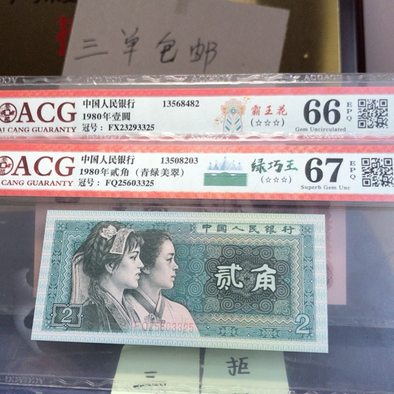 三单包邮
ACG
中国人民银行
1980年壹圆
冠号：FX23293325
13568482
霸王花
(☆☆☆)
66 EPQ
Gem Uncirculated
AI CANG GUARANTY
ACG
中国人民银行
1980年贰角（青绿美翠）
冠号：FQ25603325
13508203
绿巧王
(☆☆☆)
67 EPQ
Superb Gem Unc
AI CANG GUARANTY
中国人民银行
贰角
2
2
三 拒